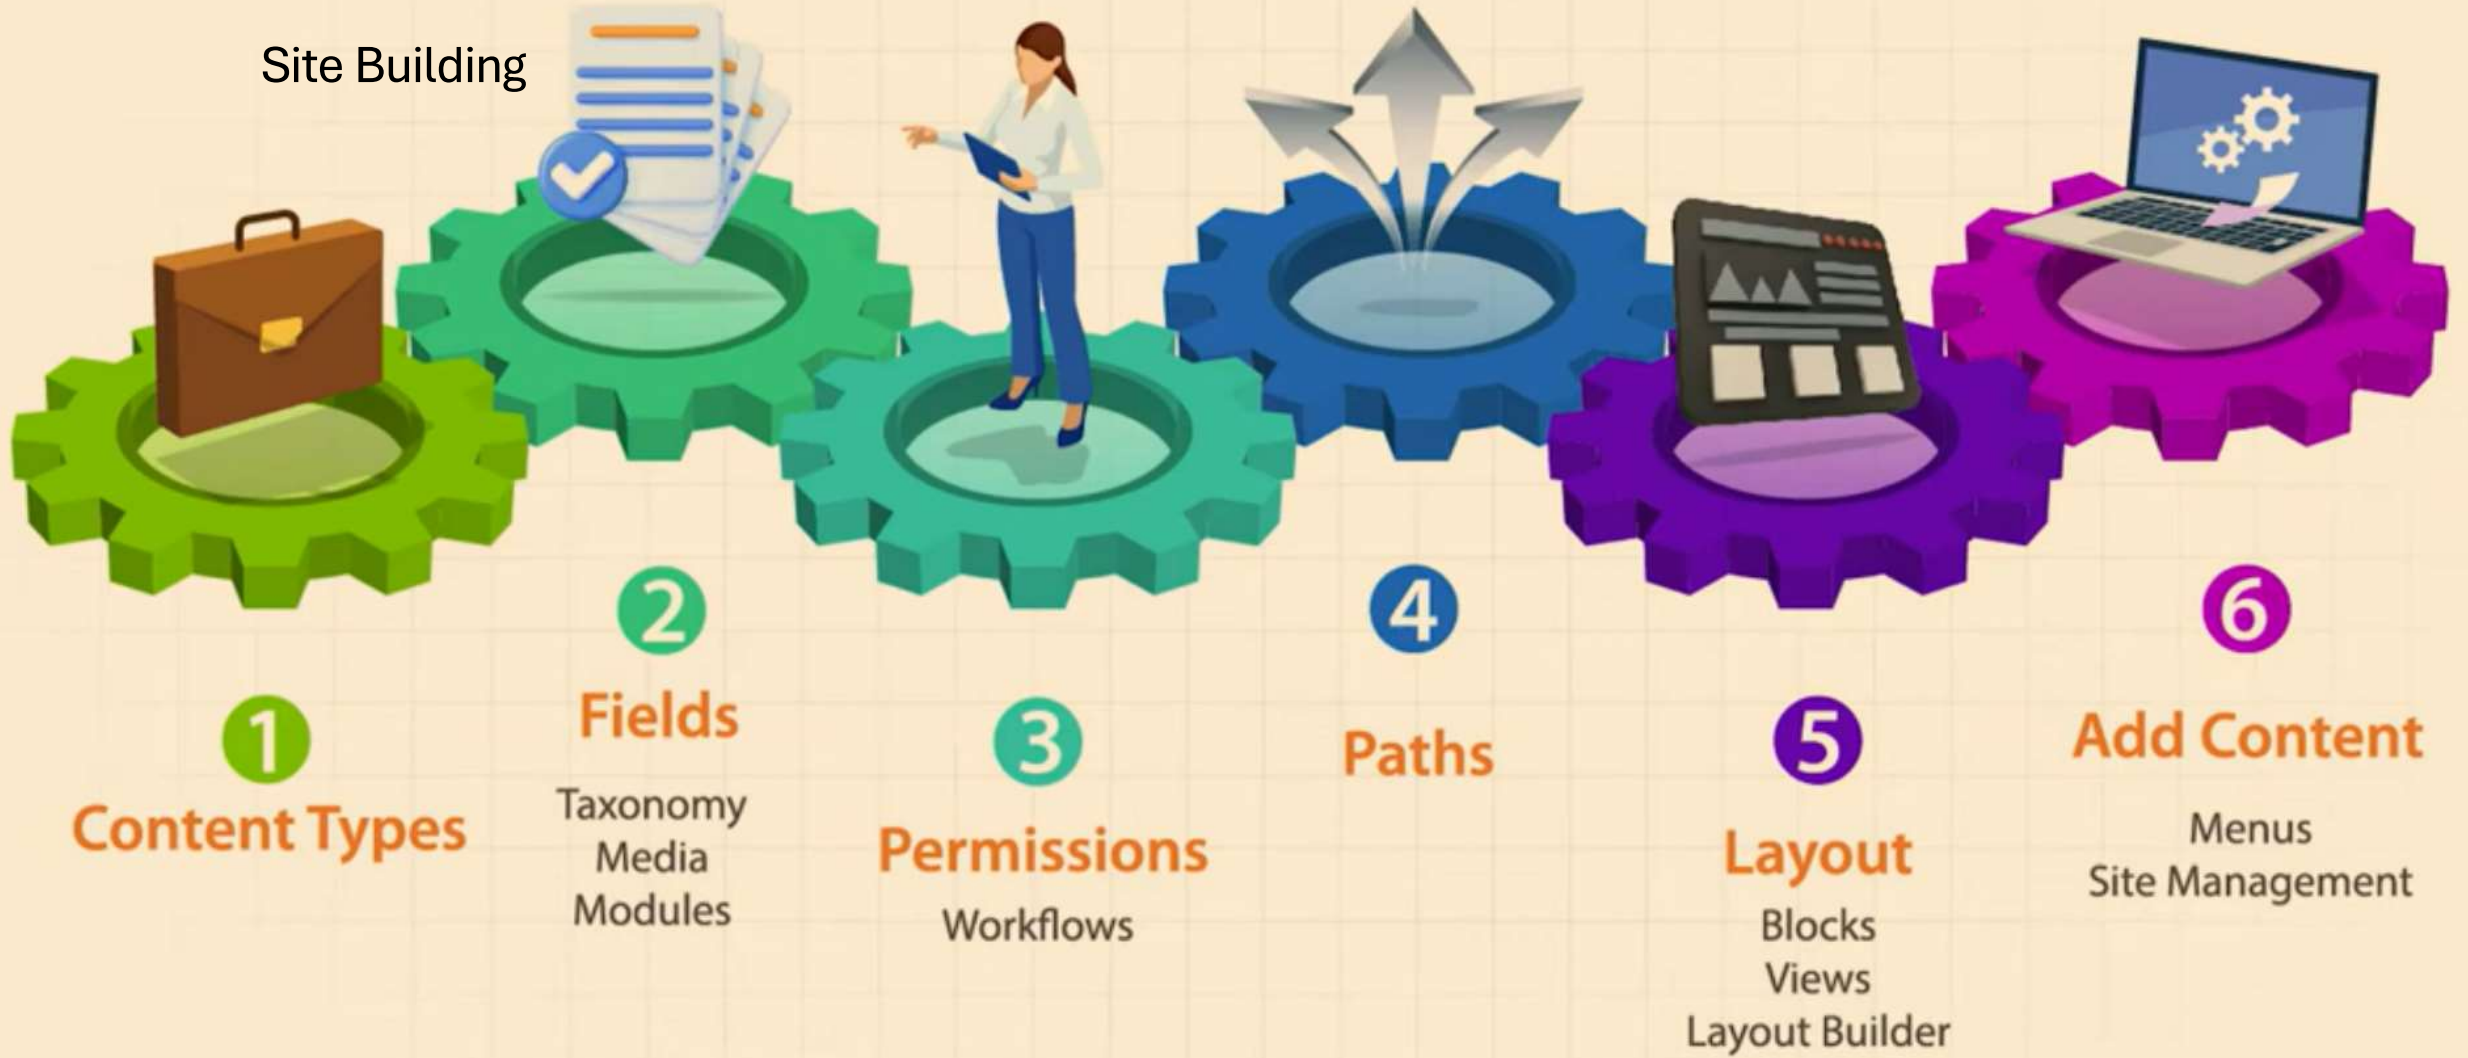 Site Building
1
Content Types
2
Fields
Taxonomy
Media
Modules
3
Permissions
Workflows
4
Paths
5
Layout
Blocks
Views
Layout Builder
6
Add Content
Menus
Site Management